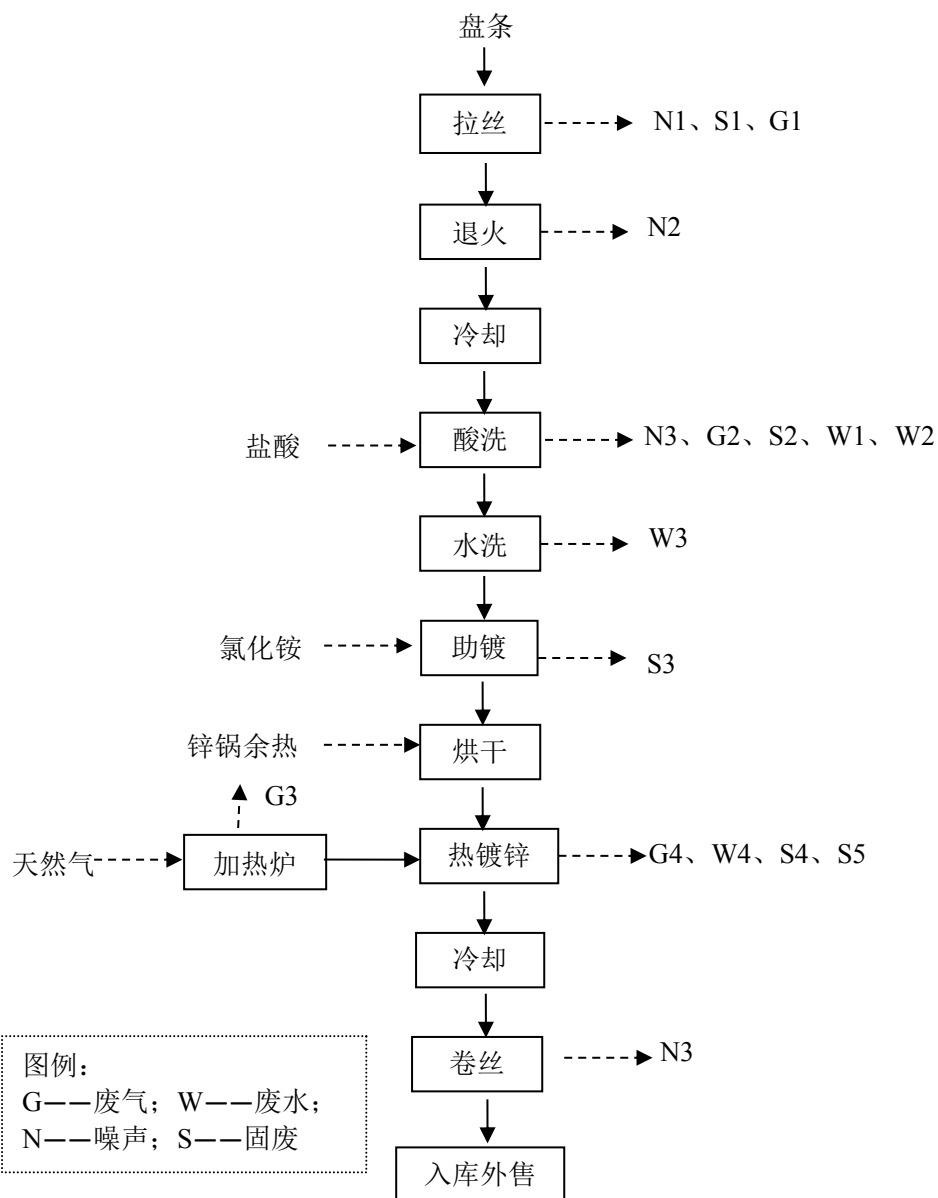 盘条
拉丝
N1、S1、G1
退火
N2
冷却
盐酸
酸洗
N3、G2、S2、W1、W2
水洗
W3
氯化铵
助镀
S3
锌锅余热
烘干
G3
天然气
加热炉
热镀锌
G4、W4、S4、S5
冷却
卷丝
N3
图例：
G——废气；W——废水；
N——噪声；S——固废
入库外售